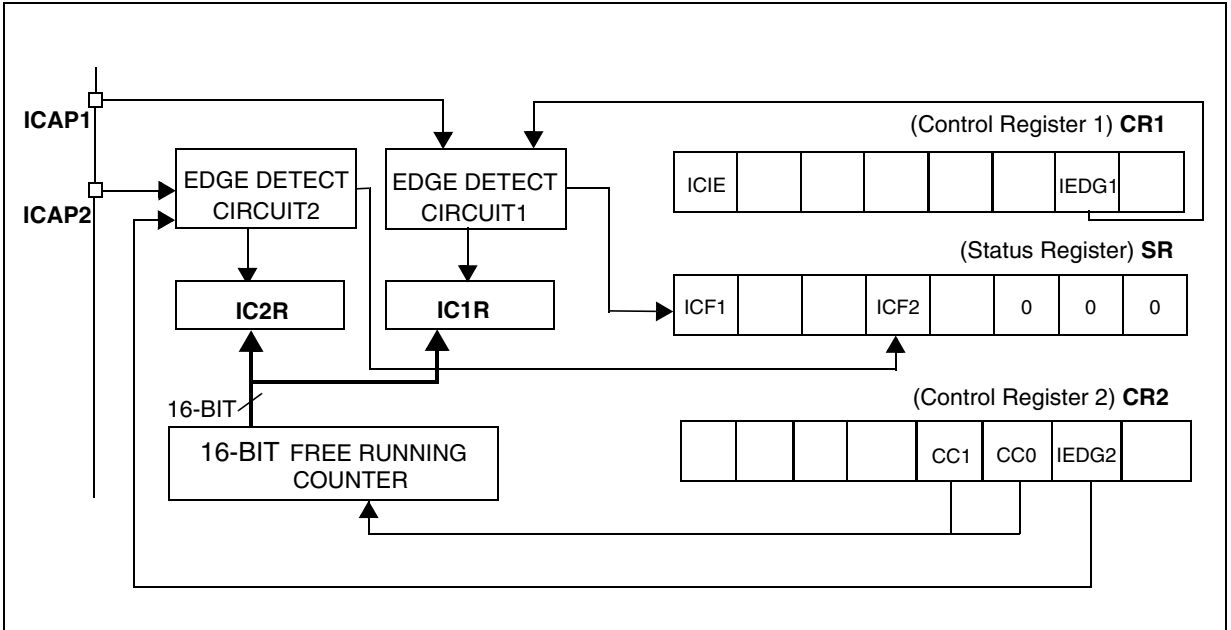 ICAP1
ICAP2
EDGE DETECT
CIRCUIT2
EDGE DETECT
CIRCUIT1
IC2R
IC1R
16-BIT
16-BIT FREE RUNNING
COUNTER
(Control Register 1) CR1
ICIE IEDG1
(Status Register) SR
ICF1 ICF2 0 0 0
(Control Register 2) CR2
CC1 CC0 IEDG2